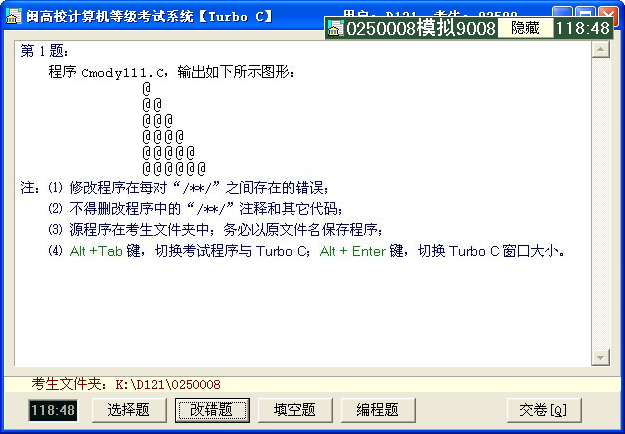 闽高校计算机等级考试系统【Turbo C】
0250008模拟9008 隐藏 118:48
第1题：
程序 Cmody111.C，输出如下所示图形：
@
@@
@@@
@@@@
@@@@@
@@@@@@
注：⑴ 修改程序在每对“/**/”之间存在的错误；
⑵ 不得删改程序中的“/**/”注释和其它代码；
⑶ 源程序在考生文件夹中；务必以原文件名保存程序；
⑷ Alt +Tab 键，切换考试程序与 Turbo C；Alt + Enter 键，切换 Turbo C 窗口大小。
考生文件夹：K:\D121\0250008
118:48 选择题 改错题 填空题 编程题 交卷[Q]